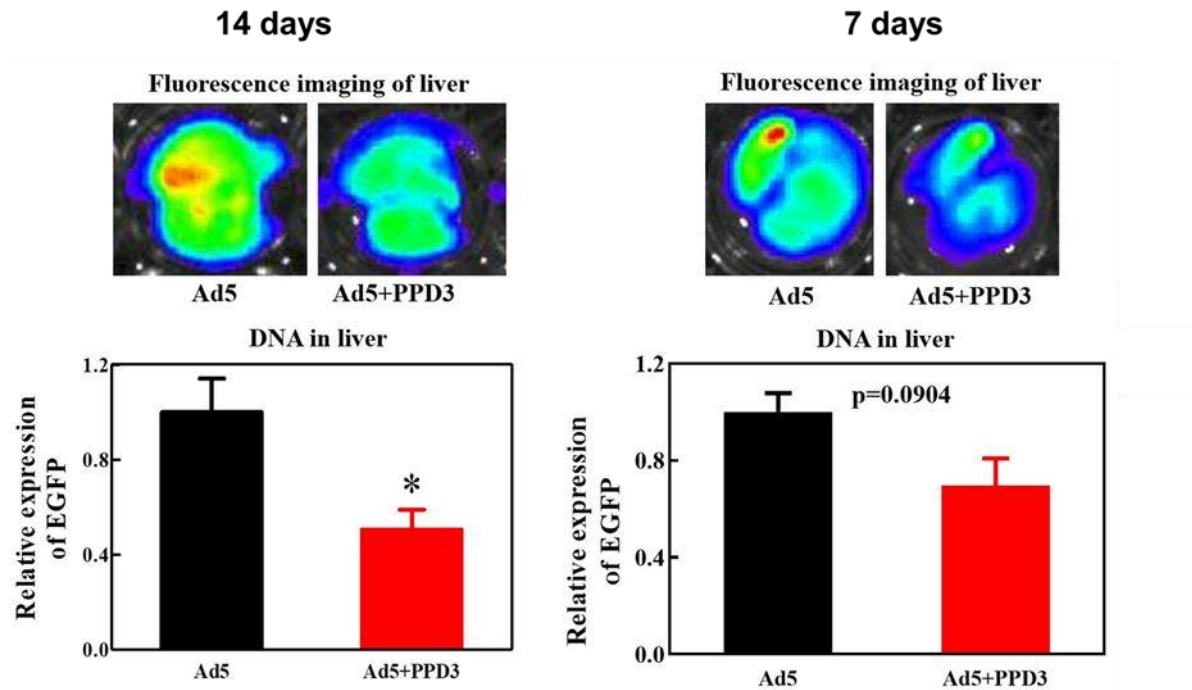 14 days
Fluorescence imaging of liver
Ad5
Ad5+PPD3
DNA in liver
Relative expression
of EGFP
1.2
0.8
0.4
0.0
*
Ad5
Ad5+PPD3
7 days
Fluorescence imaging of liver
Ad5
Ad5+PPD3
DNA in liver
Relative expression
of EGFP
1.2
0.8
0.4
0.0
p=0.0904
Ad5
Ad5+PPD3